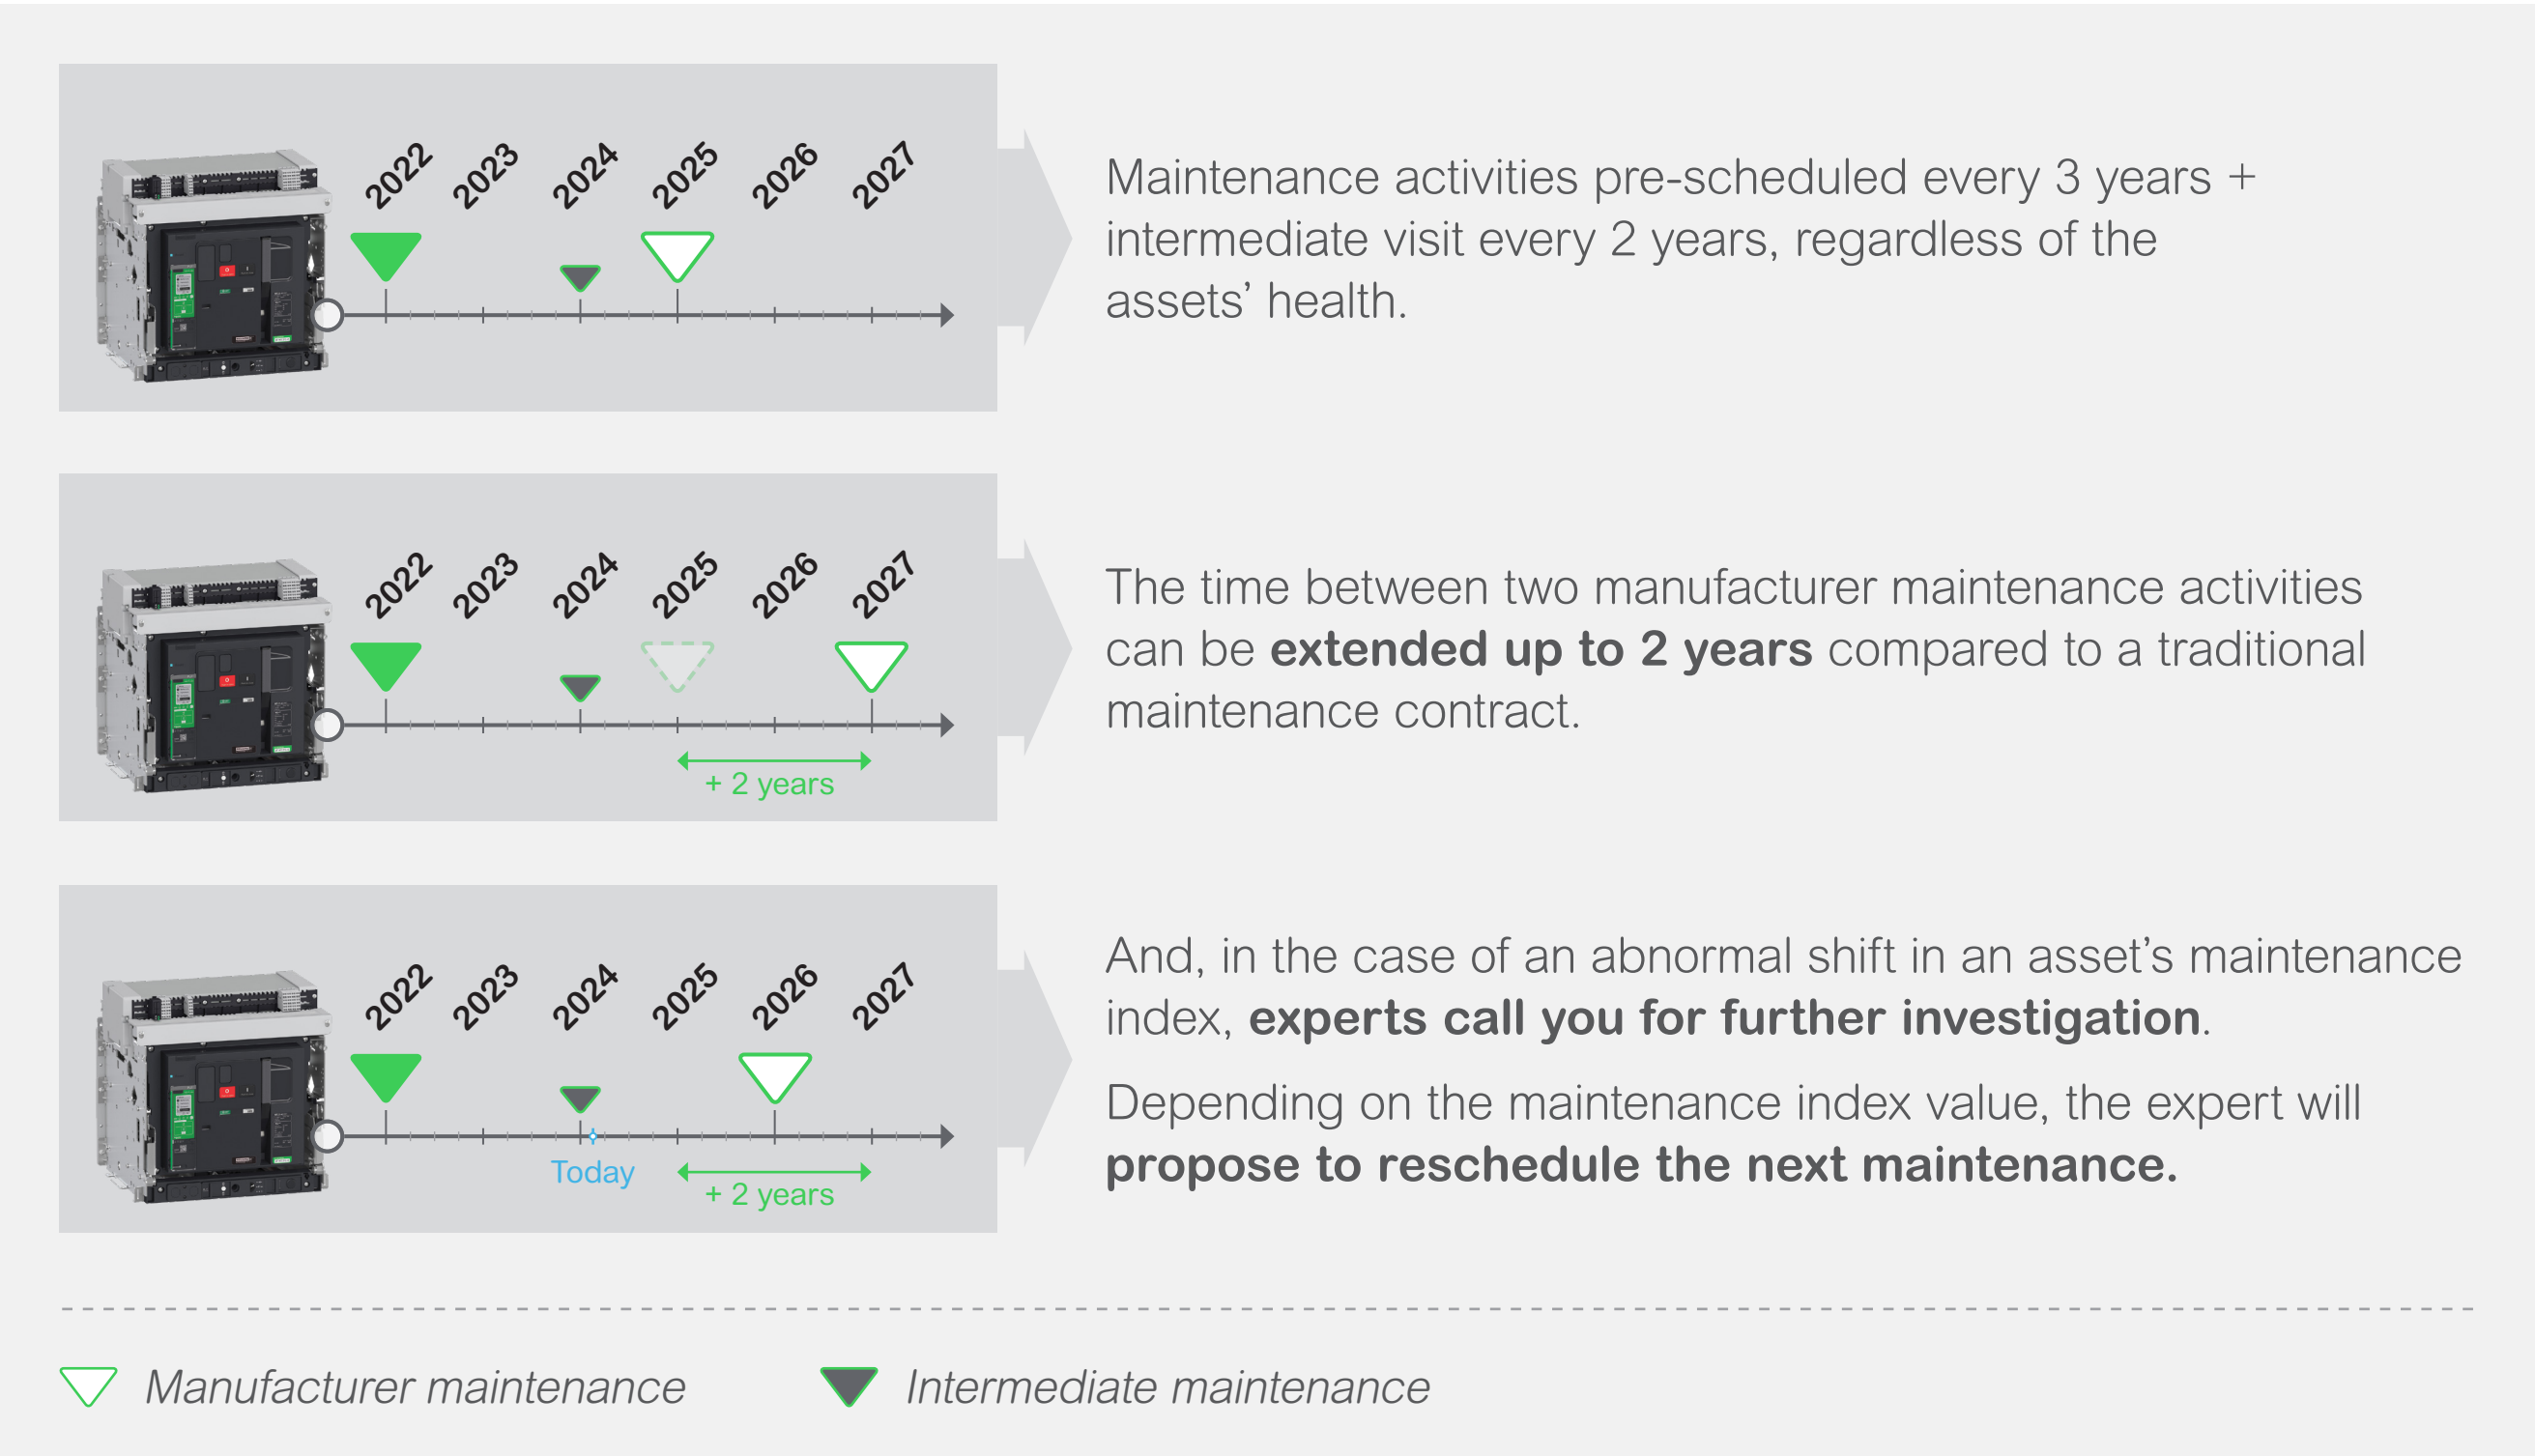 2022 2023 2024 2025 2026 2027
Maintenance activities pre-scheduled every 3 years +
intermediate visit every 2 years, regardless of the
assets’ health.
2022 2023 2024 2025 2026 2027
+ 2 years
The time between two manufacturer maintenance activities
can be extended up to 2 years compared to a traditional
maintenance contract.
2022 2023 2024 2025 2026 2027
Today
+ 2 years
And, in the case of an abnormal shift in an asset’s maintenance
index, experts call you for further investigation.
Depending on the maintenance index value, the expert will
propose to reschedule the next maintenance.
Manufacturer maintenance
Intermediate maintenance